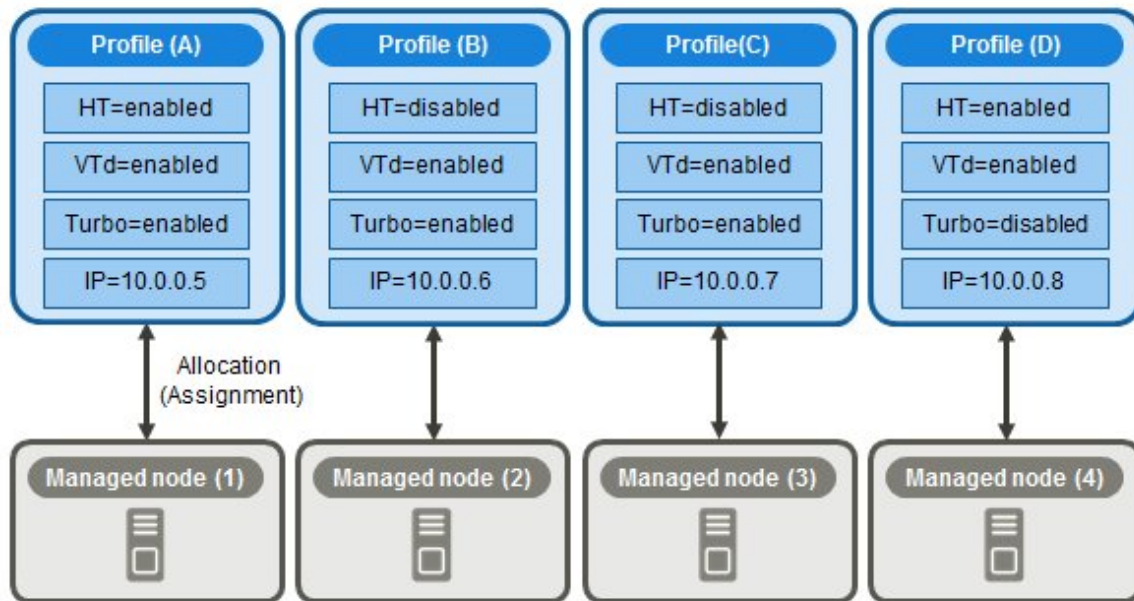 Profile (A)
HT=enabled
VTd=enabled
Turbo=enabled
IP=10.0.0.5
Profile (B)
HT=disabled
VTd=enabled
Turbo=enabled
IP=10.0.0.6
Profile(C)
HT=disabled
VTd=enabled
Turbo=enabled
IP=10.0.0.7
Profile (D)
HT=enabled
VTd=enabled
Turbo=disabled
IP=10.0.0.8
Allocation
(Assignment)
Managed node (1)
Managed node (2)
Managed node (3)
Managed node (4)